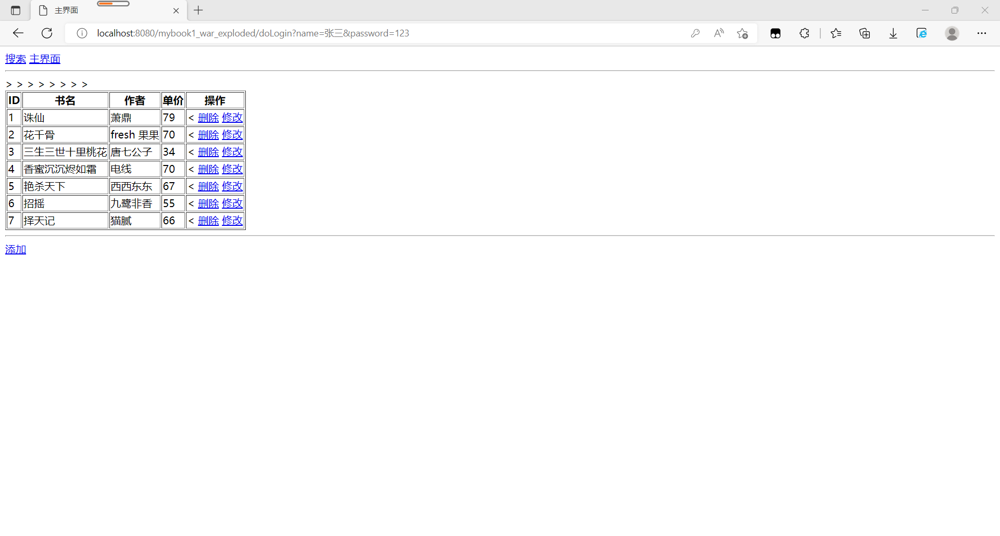 主界面
localhost:8080/mybook1_war_exploded/doLogin?name=张三&password=123
搜索 主界面
> > > > > > > >
ID 书名 作者 单价 操作
1 诛仙 萧鼎 79 < 删除 修改
2 花千骨 fresh 果果 70 < 删除 修改
3 三生三世十里桃花 唐七公子 34 < 删除 修改
4 香蜜沉沉烬如霜 电线 70 < 删除 修改
5 艳杀天下 西西东东 67 < 删除 修改
6 招摇 九鹭非香 55 < 删除 修改
7 择天记 猫腻 66 < 删除 修改
添加